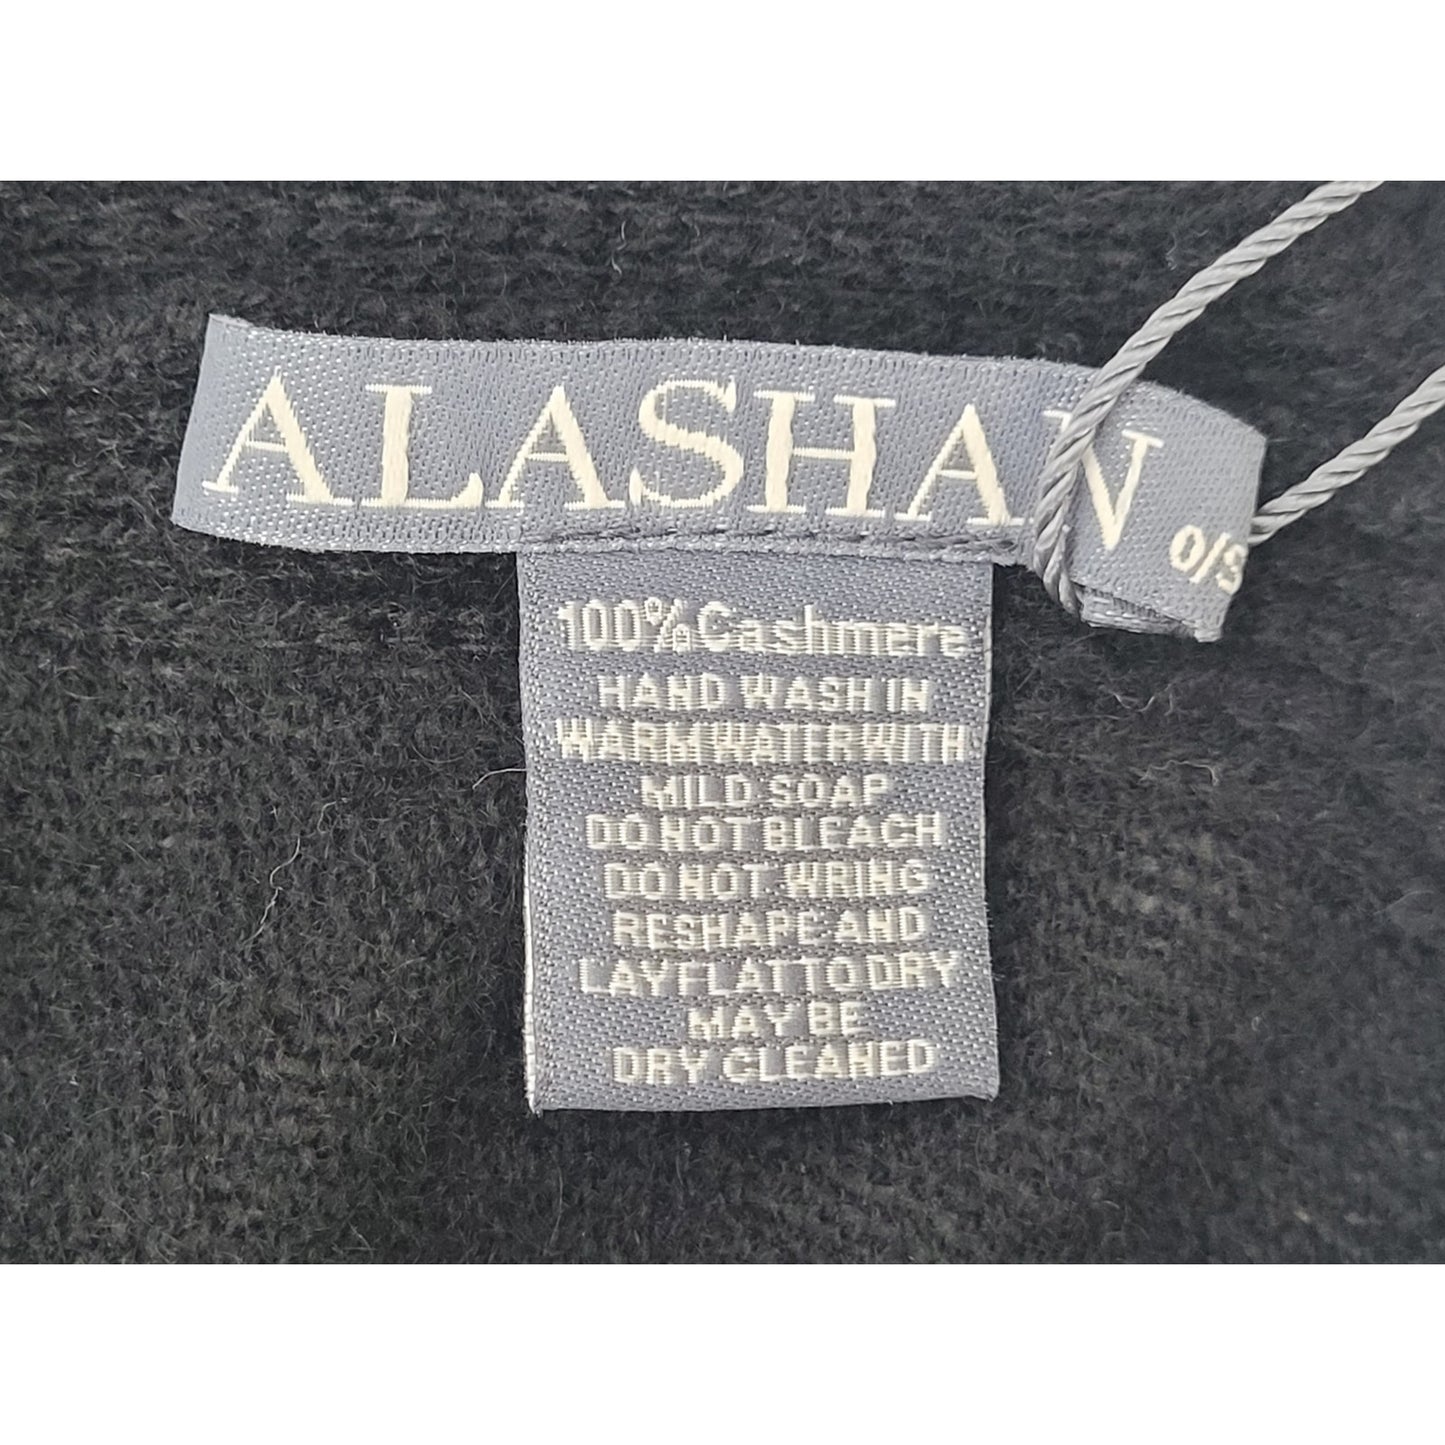 ALASHAN
O/S
100% Cashmere
HAND WASH IN
WARM WATER WITH
MILD SOAP
DO NOT BLEACH
DO NOT WRING
RESHAPE AND
LAY FLAT TO DRY
MAY BE
DRY CLEANED